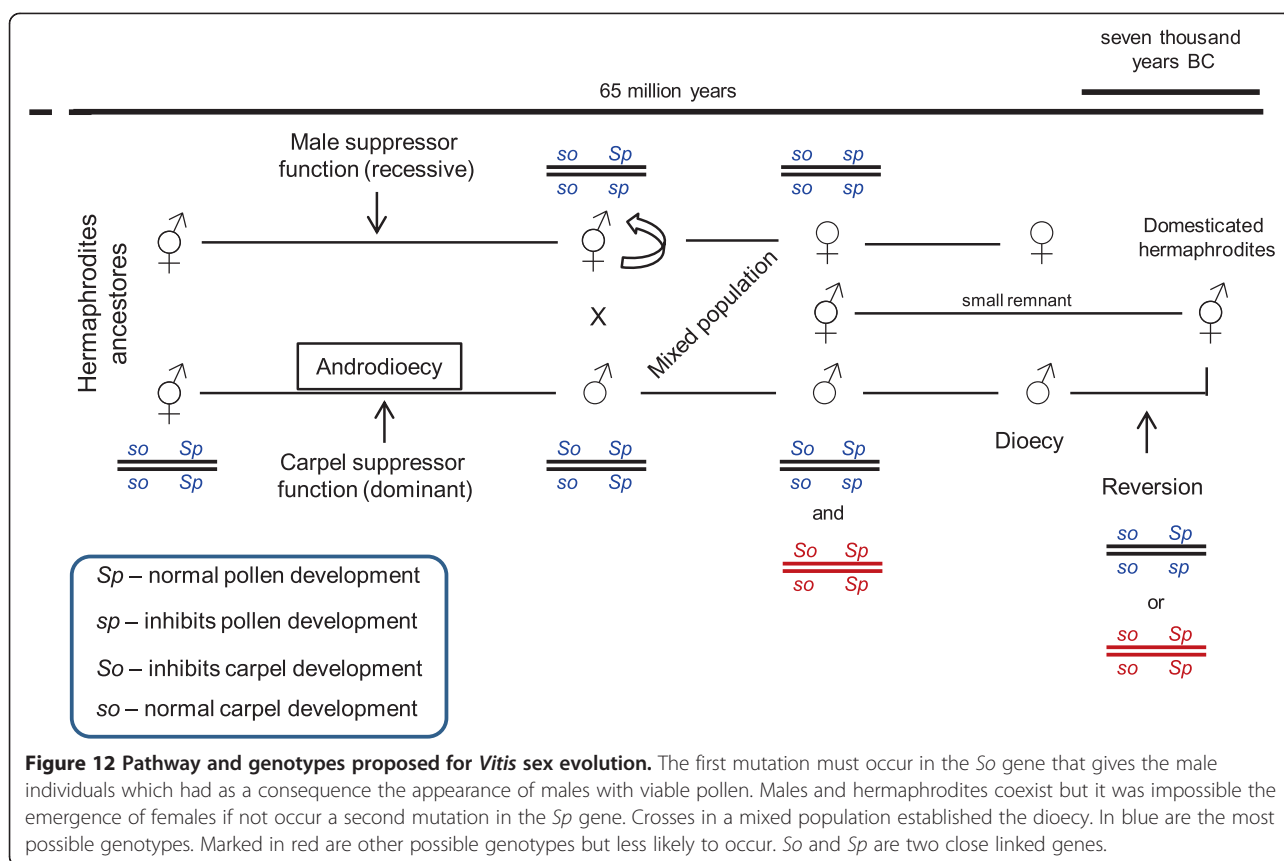 seven thousand
years BC
65 million years
Male suppressor
function (recessive)
so Sp
so sp
so sp
so sp
Hermaphrodites
ancestores
Domesticated
hermaphrodites
X
Mixed population
small remnant
Androdioecy
so Sp
so Sp
Carpel suppressor
function (dominant)
So Sp
so Sp
So Sp
so sp
and
So Sp
so Sp
Dioecy
Reversion
so Sp
so sp
or
so Sp
so Sp
Sp – normal pollen development
sp – inhibits pollen development
So – inhibits carpel development
so – normal carpel development
Figure 12 Pathway and genotypes proposed for Vitis sex evolution. The first mutation must occur in the So gene that gives the male
individuals which had as a consequence the appearance of males with viable pollen. Males and hermaphrodites coexist but it was impossible the
emergence of females if not occur a second mutation in the Sp gene. Crosses in a mixed population established the dioecy. In blue are the most
possible genotypes. Marked in red are other possible genotypes but less likely to occur. So and Sp are two close linked genes.